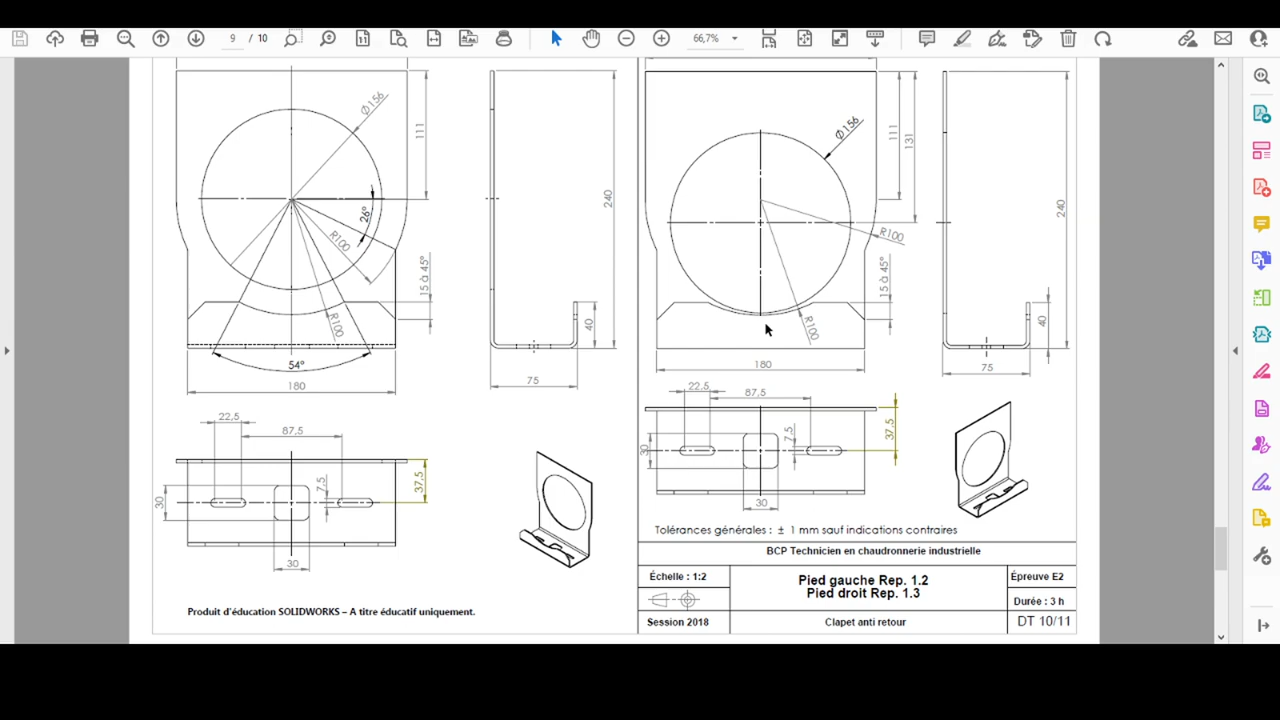 9 / 10
66,7%
Ø156
111
26°
R100
15 à 45°
R100
54°
180
240
40
75
22,5
87,5
37,5
7,5
30
30
Ø156
111
131
R100
15 à 45°
R100
180
240
40
75
22,5
87,5
37,5
7,5
30
30
Tolérances générales : ± 1 mm sauf indications contraires
BCP Technicien en chaudronnerie industrielle
Échelle : 1:2
Pied gauche Rep. 1.2
Pied droit Rep. 1.3
Épreuve E2
Durée : 3 h
Session 2018
Clapet anti retour
DT 10/11
Produit d'éducation SOLIDWORKS – A titre éducatif uniquement.